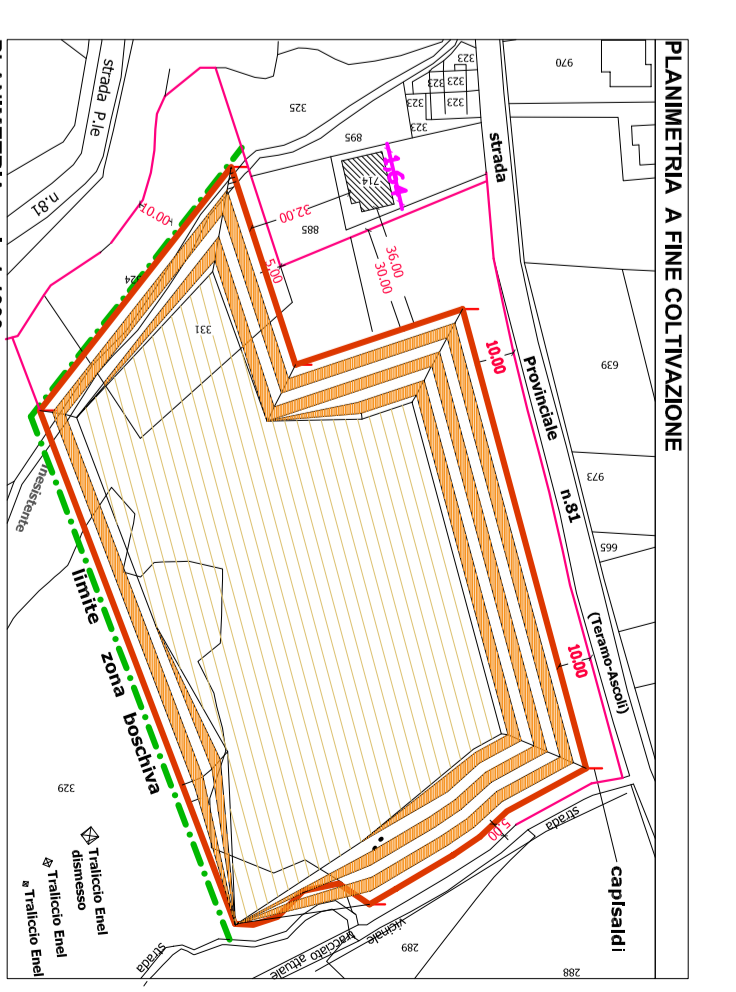 PLANIMETRIA A FINE COLTIVAZIONE
970
323
323
323
323
323
323
strada P.le
n.81
325
895
strada
714
10.00
32.00
885
36.00
30.00
5.00
324
331
10.00
Provinciale
639
n.81
973
665
Inesistente
limite
zona
boschiva
(Teramo-Ascoli)
10.00
329
5.00
strada
capisaldi
Traliccio Enel
dismesso
Traliccio Enel
Traliccio Enel
vicinale
tracciato attuale
strada
289
288